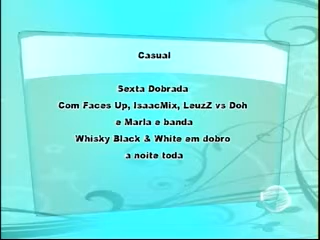 Casual
Sexta Dobrada
Com Faces Up, IsaacMix, LeuzZ vs Doh
e Marla e banda
Whisky Black & White em dobro
a noite toda